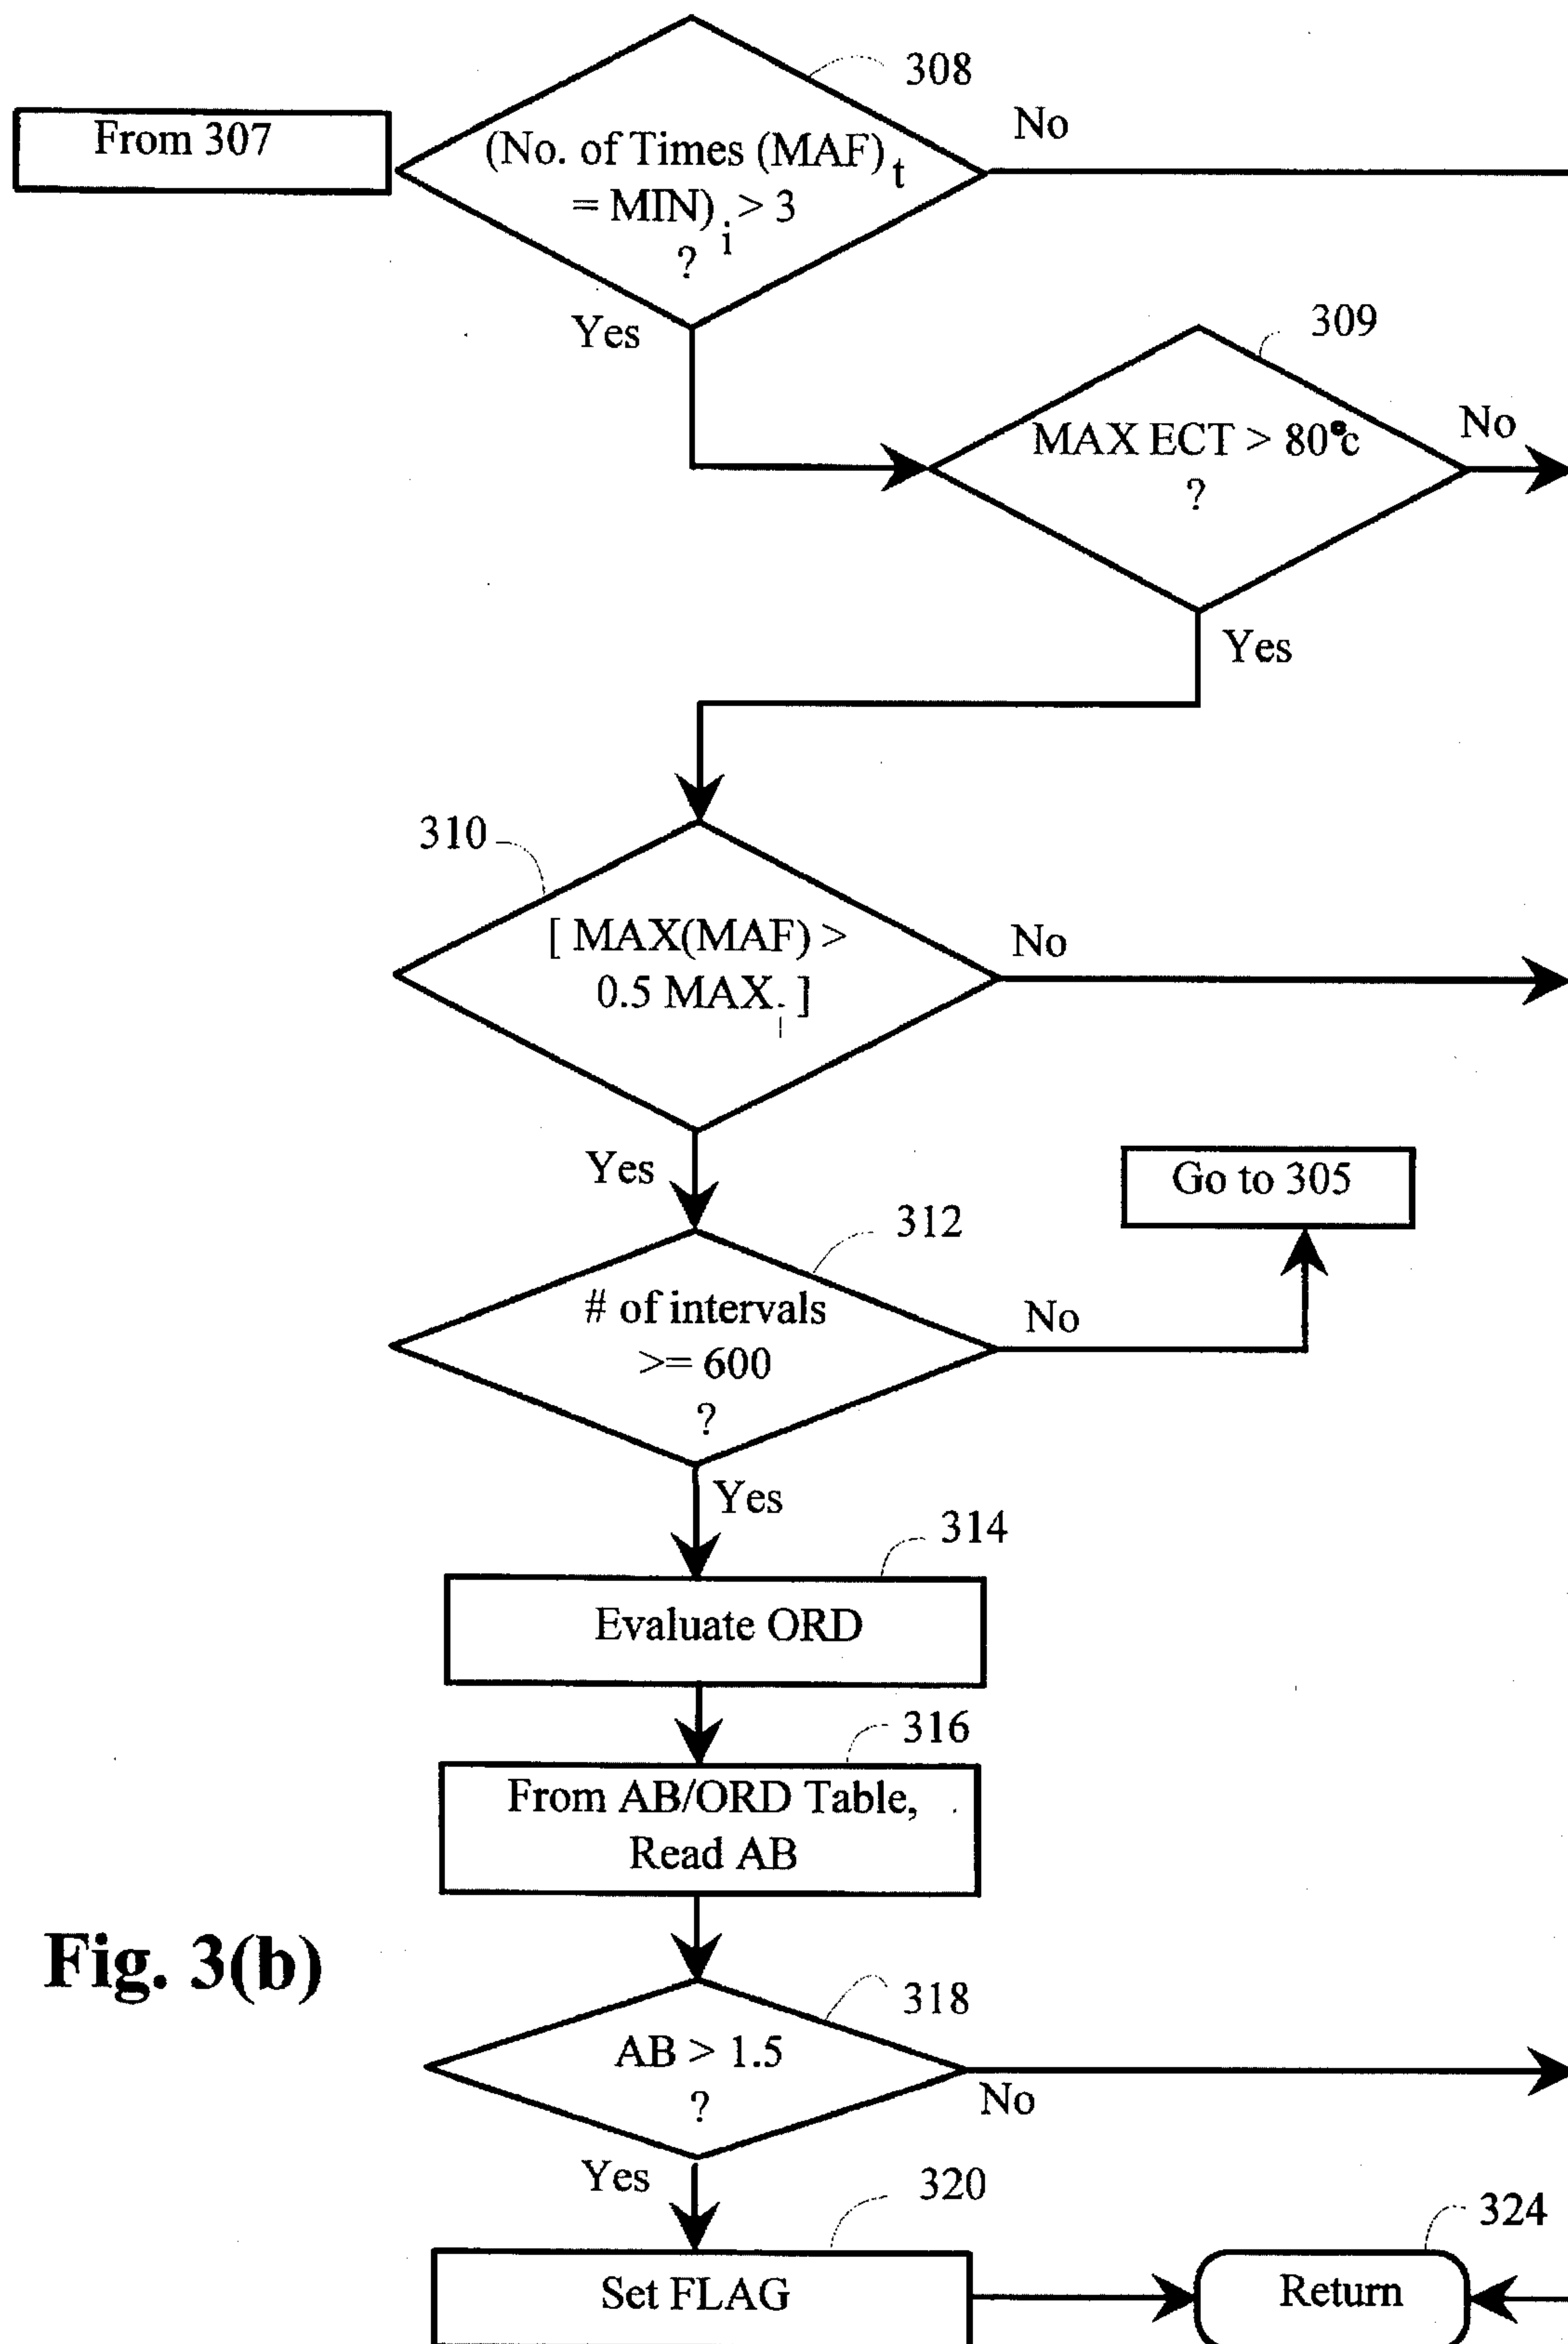 308
No
From 307
(No. of Times (MAF)t
= MIN)i > 3
?
Yes
309
No
MAX ECT > 80°c
?
Yes
310
[ MAX(MAF) >
0.5 MAXi ]
No
Yes
Go to 305
312
# of intervals
>= 600
?
No
Yes
314
Evaluate ORD
316
From AB/ORD Table,
Read AB
Fig. 3(b)
318
AB > 1.5
?
No
Yes
320
324
Set FLAG
Return